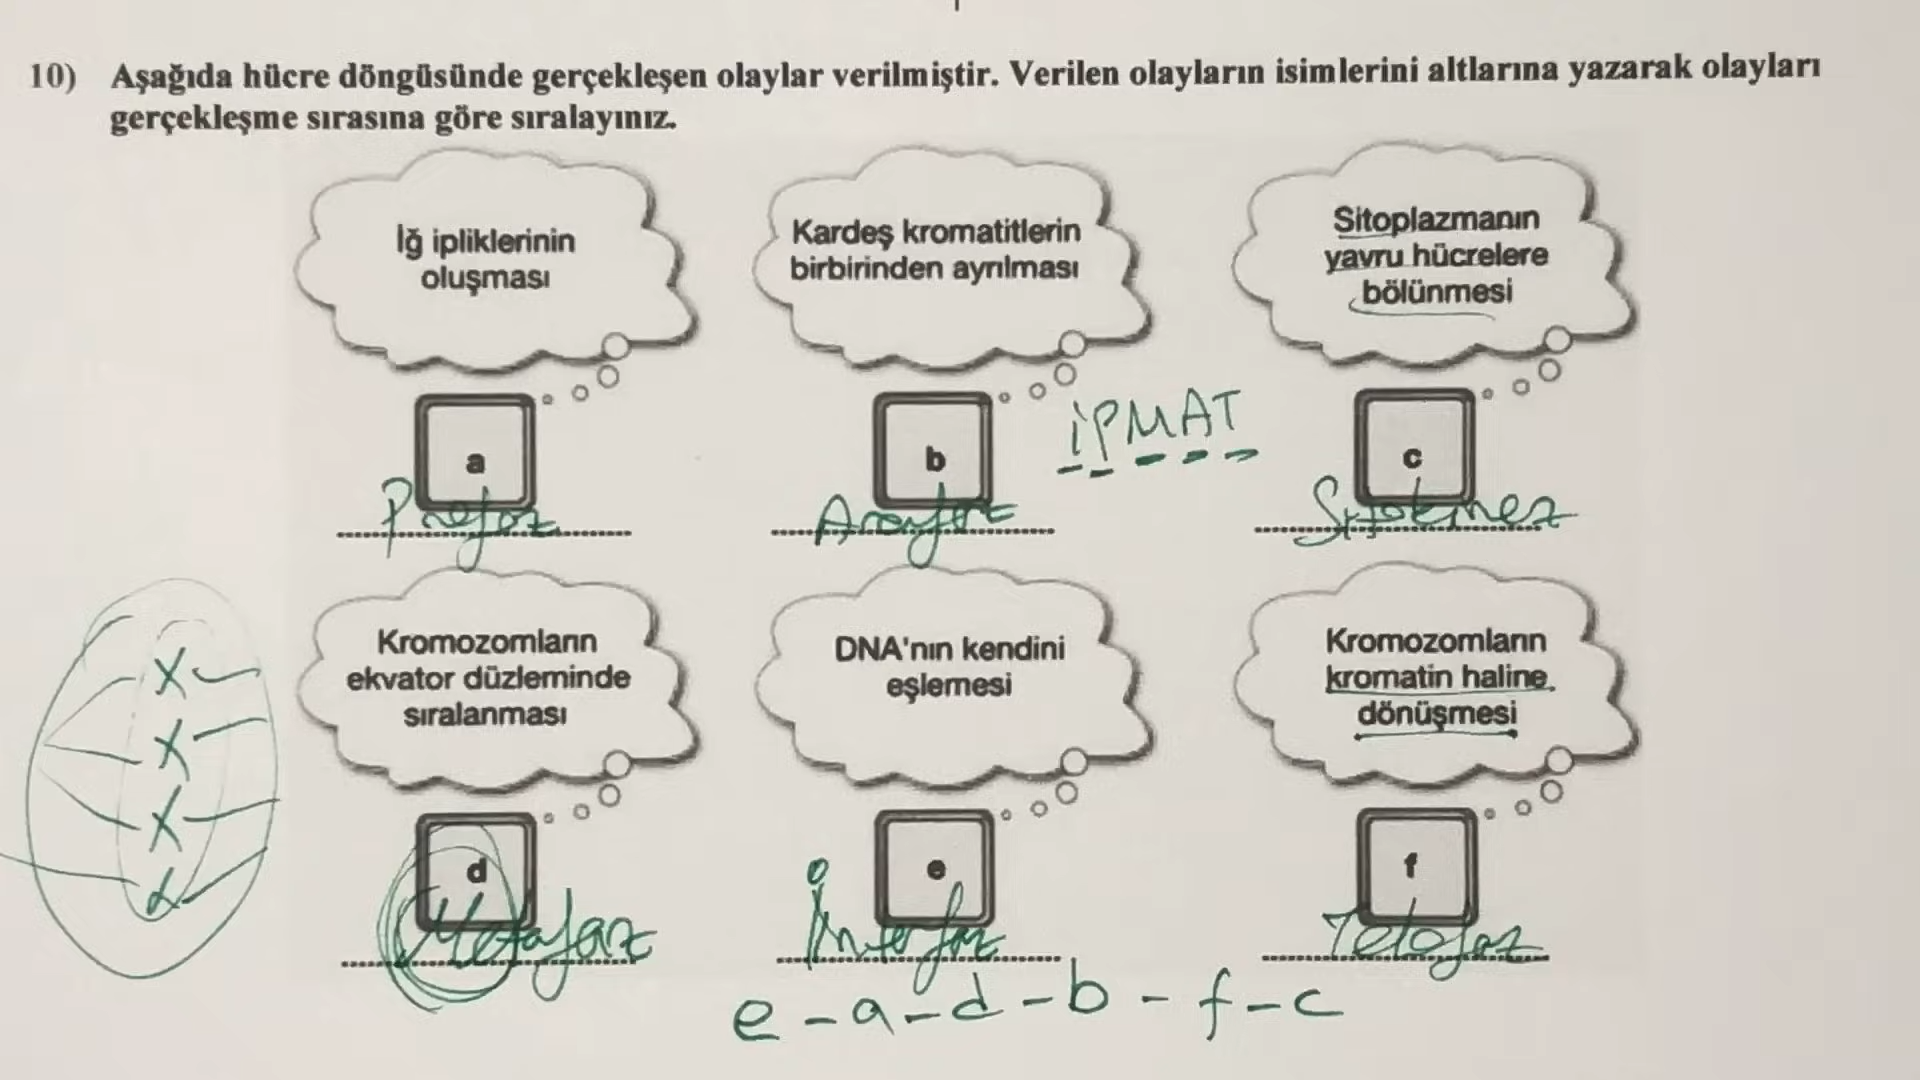 10) Aşağıda hücre döngüsünde gerçekleşen olaylar verilmiştir. Verilen olayların isimlerini altlarına yazarak olayları
gerçekleşme sırasına göre sıralayınız.
İğ ipliklerinin
oluşması
a
Profaz
Kardeş kromatitlerin
birbirinden ayrılması
b
Anafaz
İPMAT
Sitoplazmanın
yavru hücrelere
bölünmesi
c
Sitokinez
Kromozomların
ekvator düzleminde
sıralanması
d
Metafaz
DNA'nın kendini
eşlemesi
e
İnterfaz
Kromozomların
kromatin haline
dönüşmesi
f
Telofaz
e - a - d - b - f - c